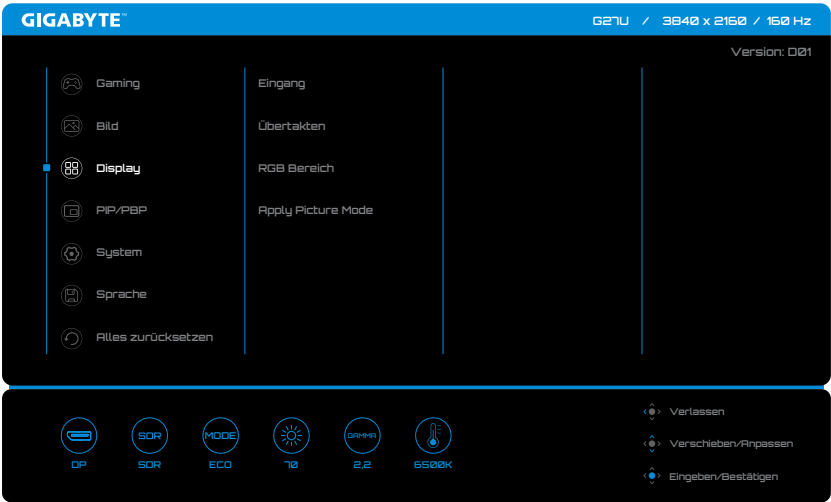 GIGABYTE™
G27U / 3840 x 2160 / 160 Hz
Version: D01
Gaming
Bild
Display
PIP/PBP
System
Sprache
Alles zurücksetzen
Eingang
Übertakten
RGB Bereich
Apply Picture Mode
SDR
MODE
GAMMA
DP
SDR
ECO
70
2,2
6500K
Verlassen
Verschieben/Anpassen
Eingeben/Bestätigen